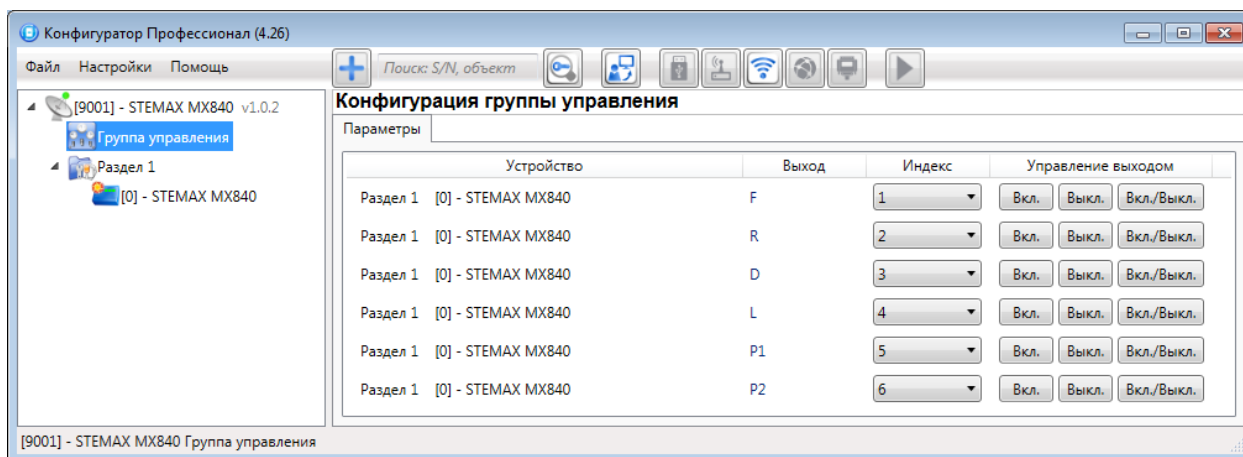 Конфигуратор Профессионал (4.26)
Файл Настройки Помощь
Поиск: S/N, объект
[9001] - STEMAX MX840 v1.0.2
Группа управления
Раздел 1
[0] - STEMAX MX840
Конфигурация группы управления
Параметры
Устройство Выход Индекс Управление выходом
Раздел 1 [0] - STEMAX MX840 F 1 Вкл. Выкл. Вкл./Выкл.
Раздел 1 [0] - STEMAX MX840 R 2 Вкл. Выкл. Вкл./Выкл.
Раздел 1 [0] - STEMAX MX840 D 3 Вкл. Выкл. Вкл./Выкл.
Раздел 1 [0] - STEMAX MX840 L 4 Вкл. Выкл. Вкл./Выкл.
Раздел 1 [0] - STEMAX MX840 P1 5 Вкл. Выкл. Вкл./Выкл.
Раздел 1 [0] - STEMAX MX840 P2 6 Вкл. Выкл. Вкл./Выкл.
[9001] - STEMAX MX840 Группа управления